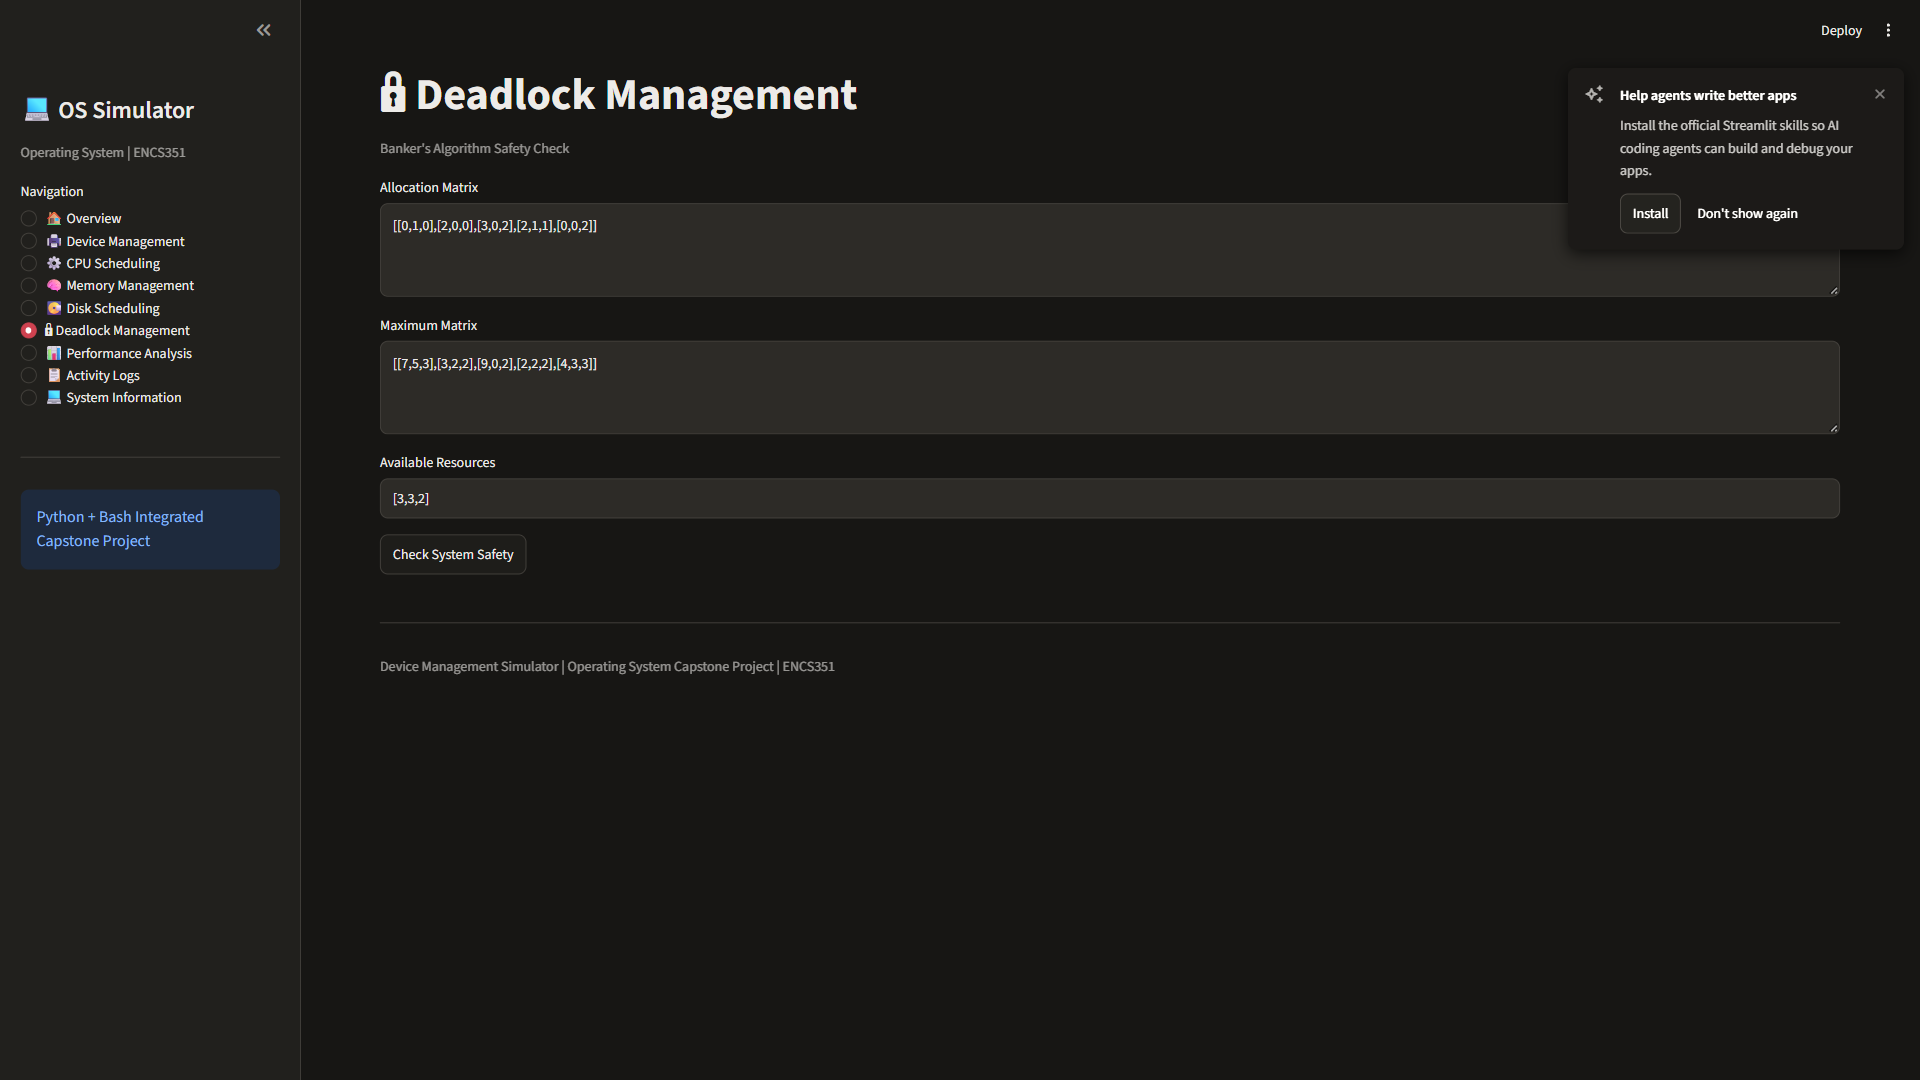 OS Simulator
Operating System | ENCS351
Navigation
Overview
Device Management
CPU Scheduling
Memory Management
Disk Scheduling
Deadlock Management
Performance Analysis
Activity Logs
System Information
Python + Bash Integrated
Capstone Project
Deploy
Deadlock Management
Banker's Algorithm Safety Check
Allocation Matrix
[[0,1,0],[2,0,0],[3,0,2],[2,1,1],[0,0,2]]
Maximum Matrix
[[7,5,3],[3,2,2],[9,0,2],[2,2,2],[4,3,3]]
Available Resources
[3,3,2]
Check System Safety
Device Management Simulator | Operating System Capstone Project | ENCS351
Help agents write better apps
Install the official Streamlit skills so AI
coding agents can build and debug your
apps.
Install
Don't show again